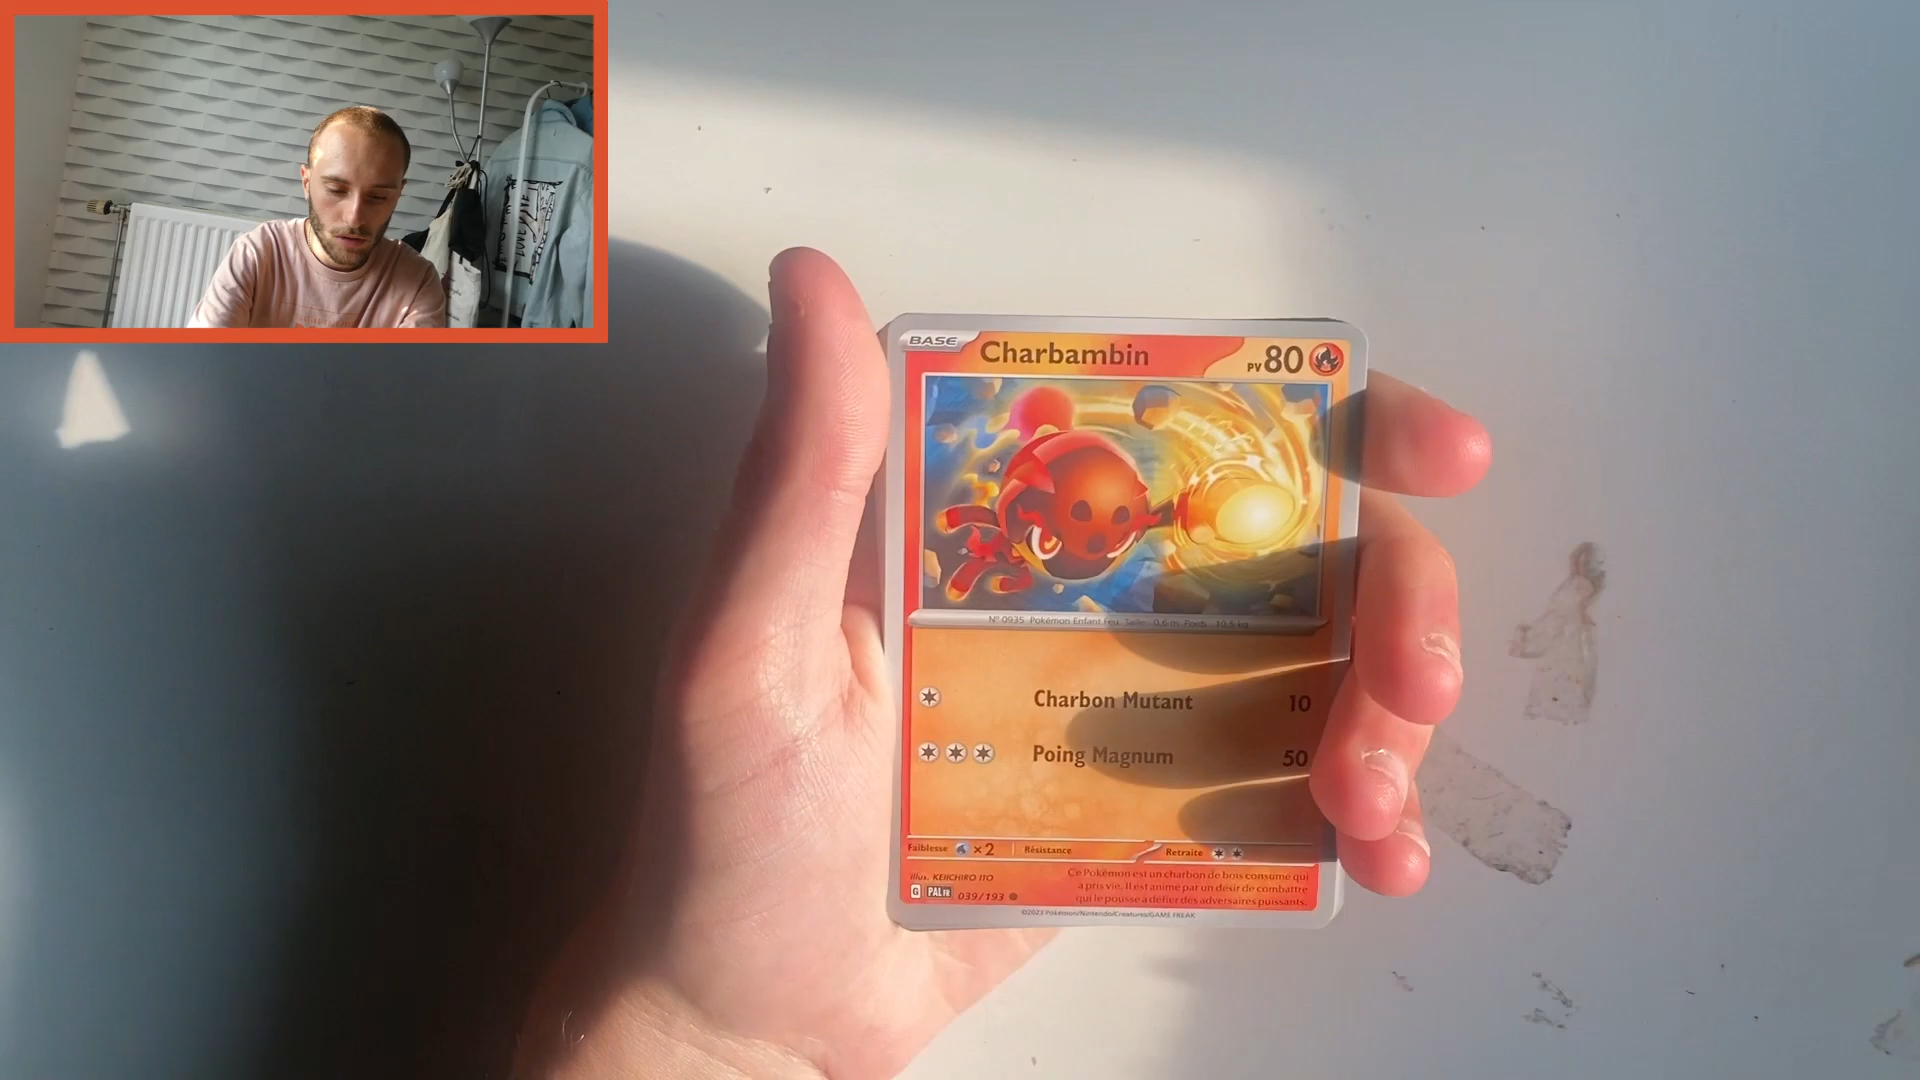 BASE
Charbambin
PV 80
N° 0935 Pokémon Enfant Feu Taille : 0,6 m Poids : 10,5 kg
Charbon Mutant 10
Poing Magnum 50
Faiblesse ×2 Résistance Retraite
Illus. KEIICHIRO ITO
G PAL FR 039/193
Ce Pokémon est un charbon de bois consumé qui
a pris vie. Il est animé par un désir de combattre
qui le pousse à défier des adversaires puissants.
©2023 Pokémon/Nintendo/Creatures/GAME FREAK